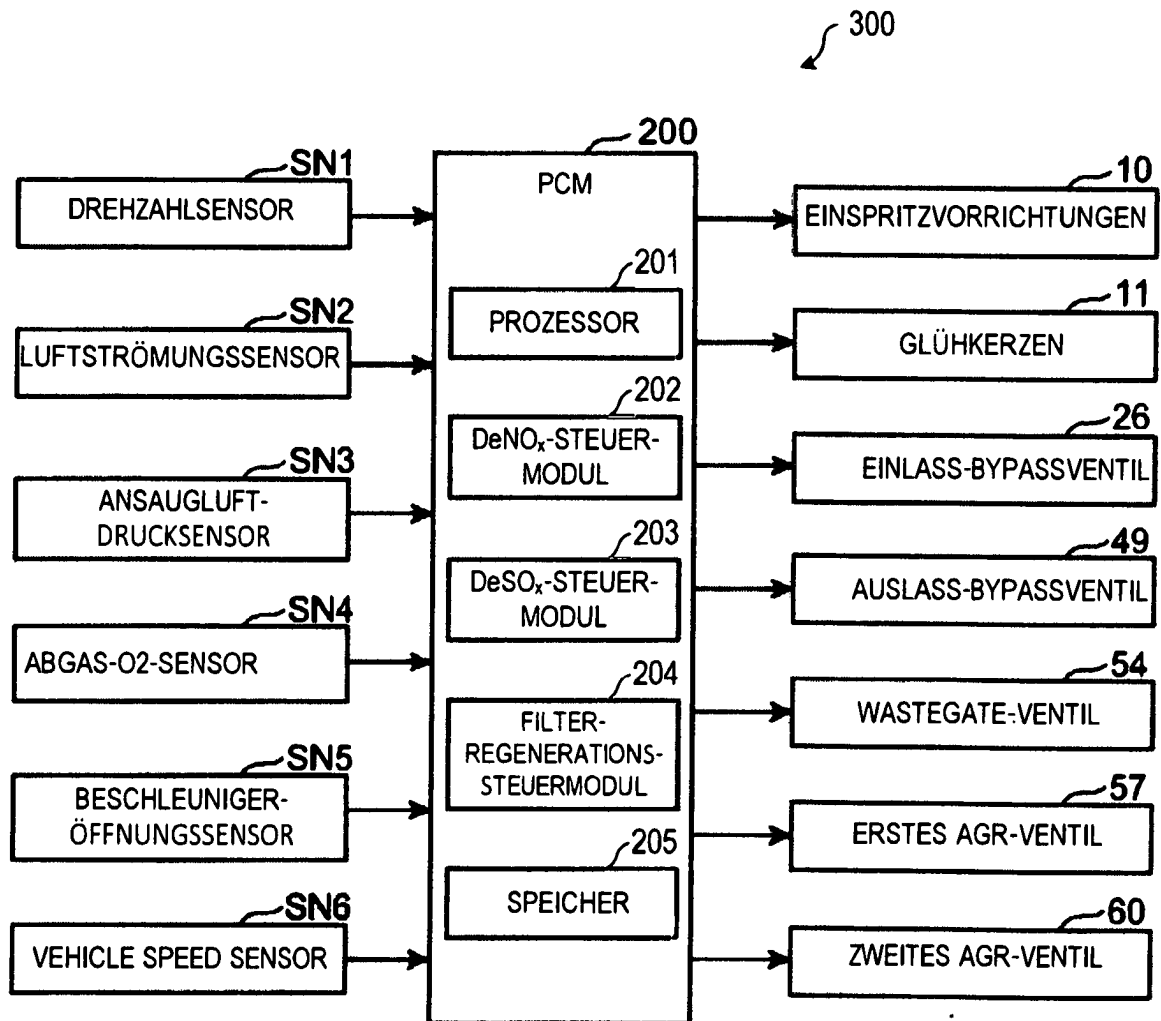 300
SN1
DREHZAHLSENSOR
SN2
LUFTSTRÖMUNGSSENSOR
SN3
ANSAUGLUFT-
DRUCKSENSOR
SN4
ABGAS-O2-SENSOR
SN5
BESCHLEUNIGER-
ÖFFNUNGSSENSOR
SN6
VEHICLE SPEED SENSOR
200
PCM
201
PROZESSOR
202
DeNOₓ-STEUER-
MODUL
203
DeSOₓ-STEUER-
MODUL
204
FILTER-
REGENERATIONS-
STEUERMODUL
205
SPEICHER
10
EINSPRITZVORRICHTUNGEN
11
GLÜHKERZEN
26
EINLASS-BYPASSVENTIL
49
AUSLASS-BYPASSVENTIL
54
WASTEGATE-VENTIL
57
ERSTES AGR-VENTIL
60
ZWEITES AGR-VENTIL